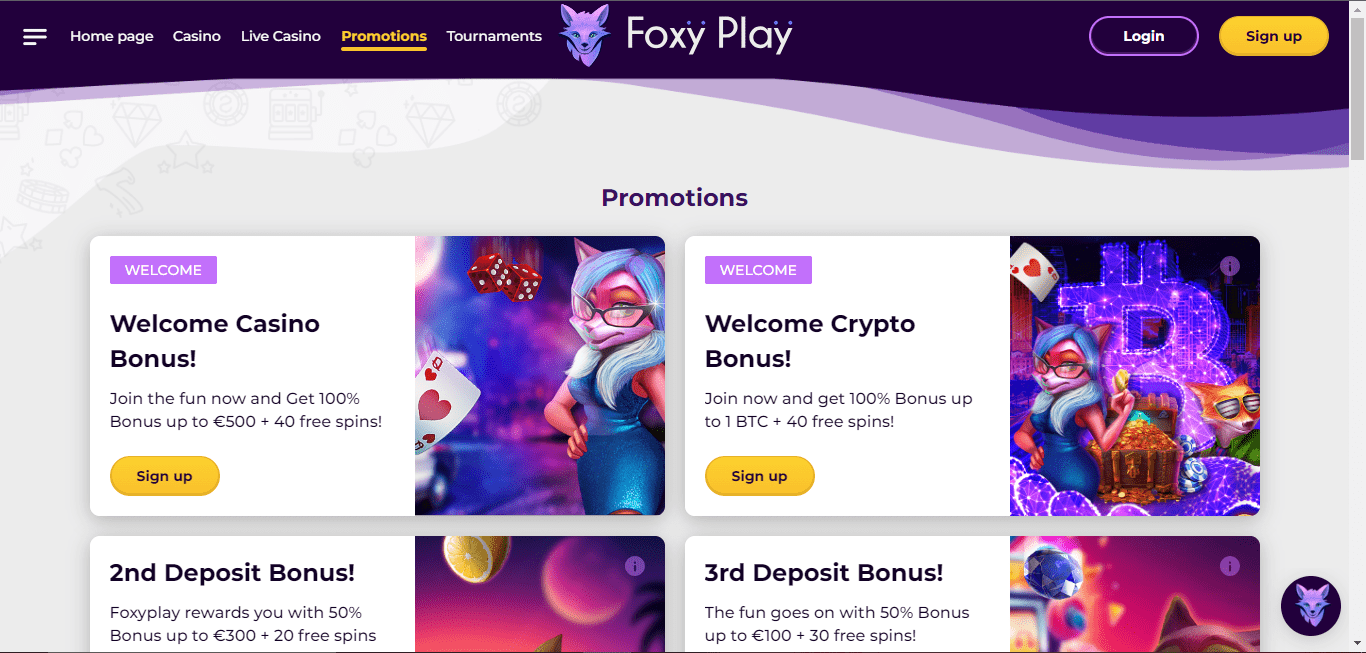 Home page Casino Live Casino Promotions Tournaments Foxy Play Login Sign up
Promotions
WELCOME
Welcome Casino
Bonus!
Join the fun now and Get 100%
Bonus up to €500 + 40 free spins!
Sign up
WELCOME
Welcome Crypto
Bonus!
Join now and get 100% Bonus up
to 1 BTC + 40 free spins!
Sign up
2nd Deposit Bonus!
Foxyplay rewards you with 50%
Bonus up to €300 + 20 free spins
3rd Deposit Bonus!
The fun goes on with 50% Bonus
up to €100 + 30 free spins!